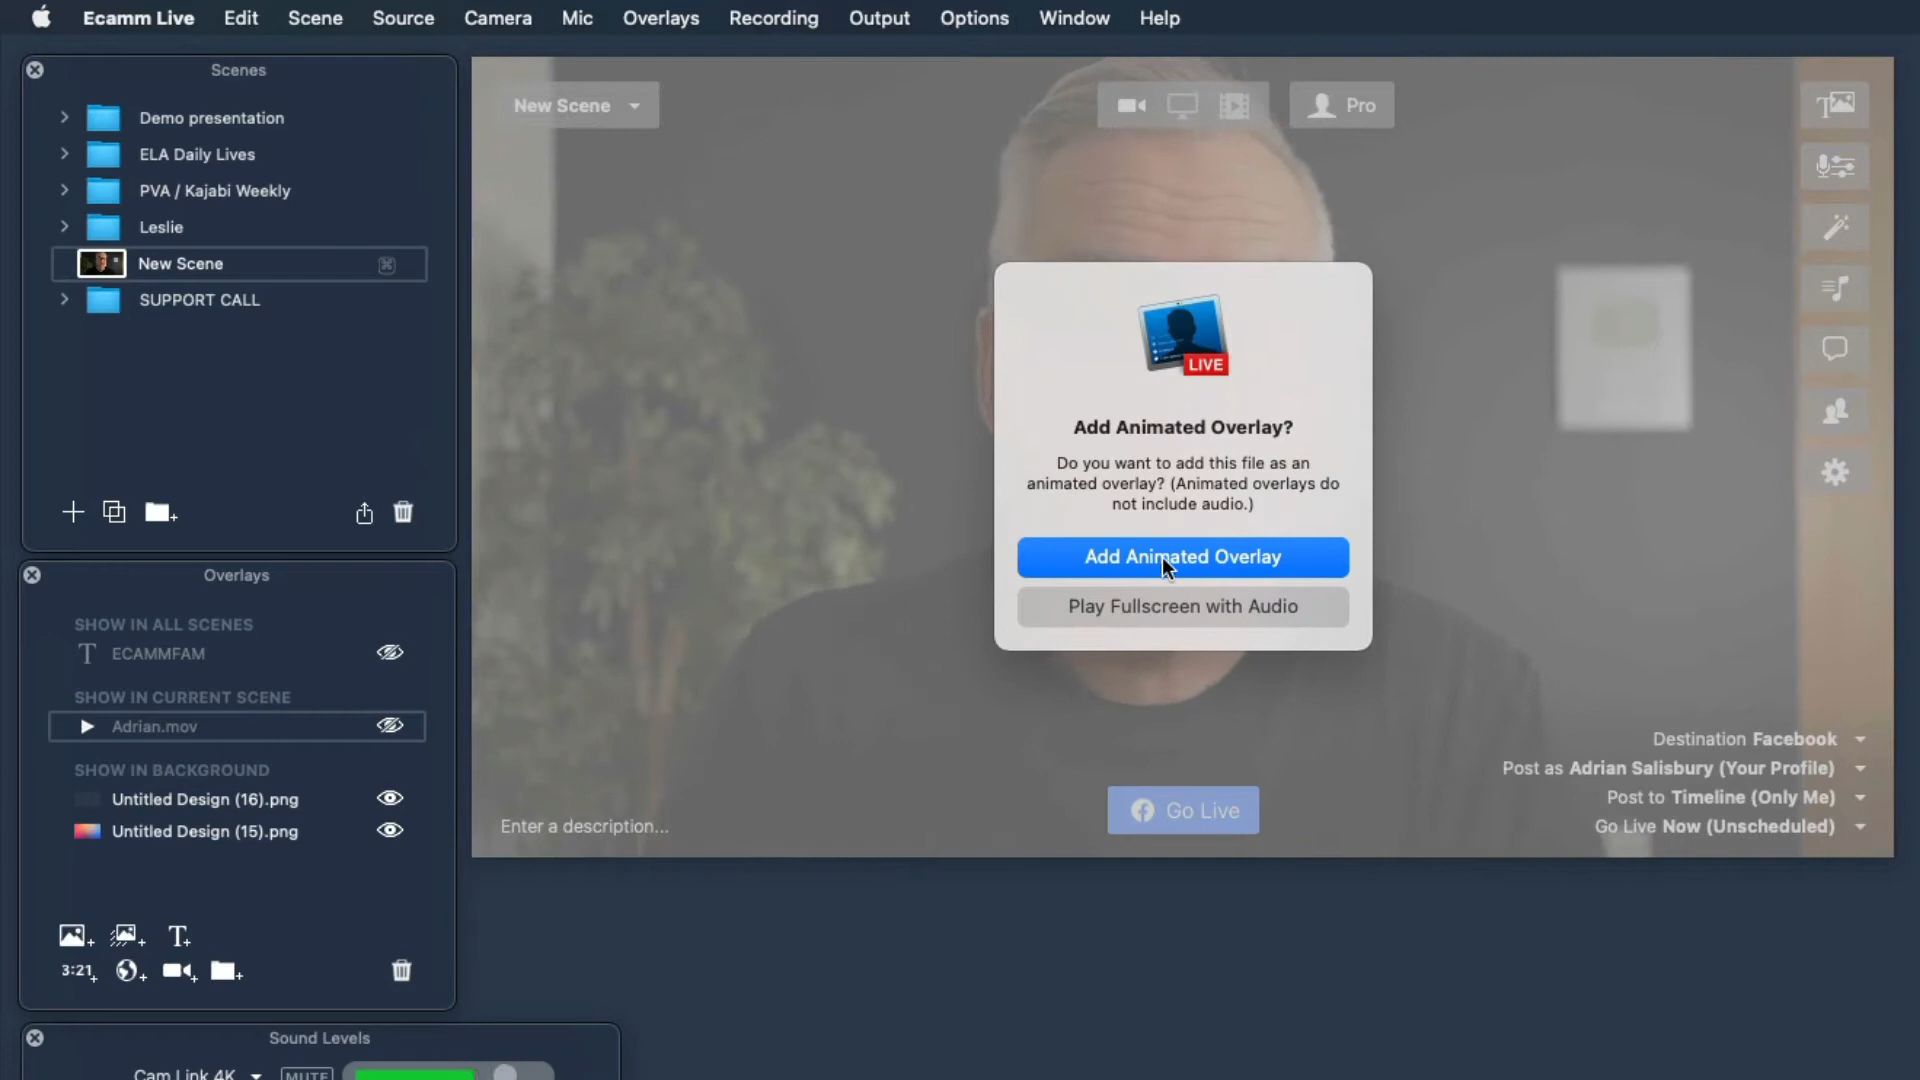 Ecamm Live Edit Scene Source Camera Mic Overlays Recording Output Options Window Help
Scenes
Demo presentation
ELA Daily Lives
PVA / Kajabi Weekly
Leslie
New Scene
SUPPORT CALL
Overlays
SHOW IN ALL SCENES
ECAMMFAM
SHOW IN CURRENT SCENE
Adrian.mov
SHOW IN BACKGROUND
Untitled Design (16).png
Untitled Design (15).png
3:21
Sound Levels
Cam Link 4K MUTE
New Scene
Pro
LIVE
Add Animated Overlay?
Do you want to add this file as an
animated overlay? (Animated overlays do
not include audio.)
Add Animated Overlay
Play Fullscreen with Audio
Destination Facebook
Post as Adrian Salisbury (Your Profile)
Post to Timeline (Only Me)
Go Live Now (Unscheduled)
Go Live
Enter a description...